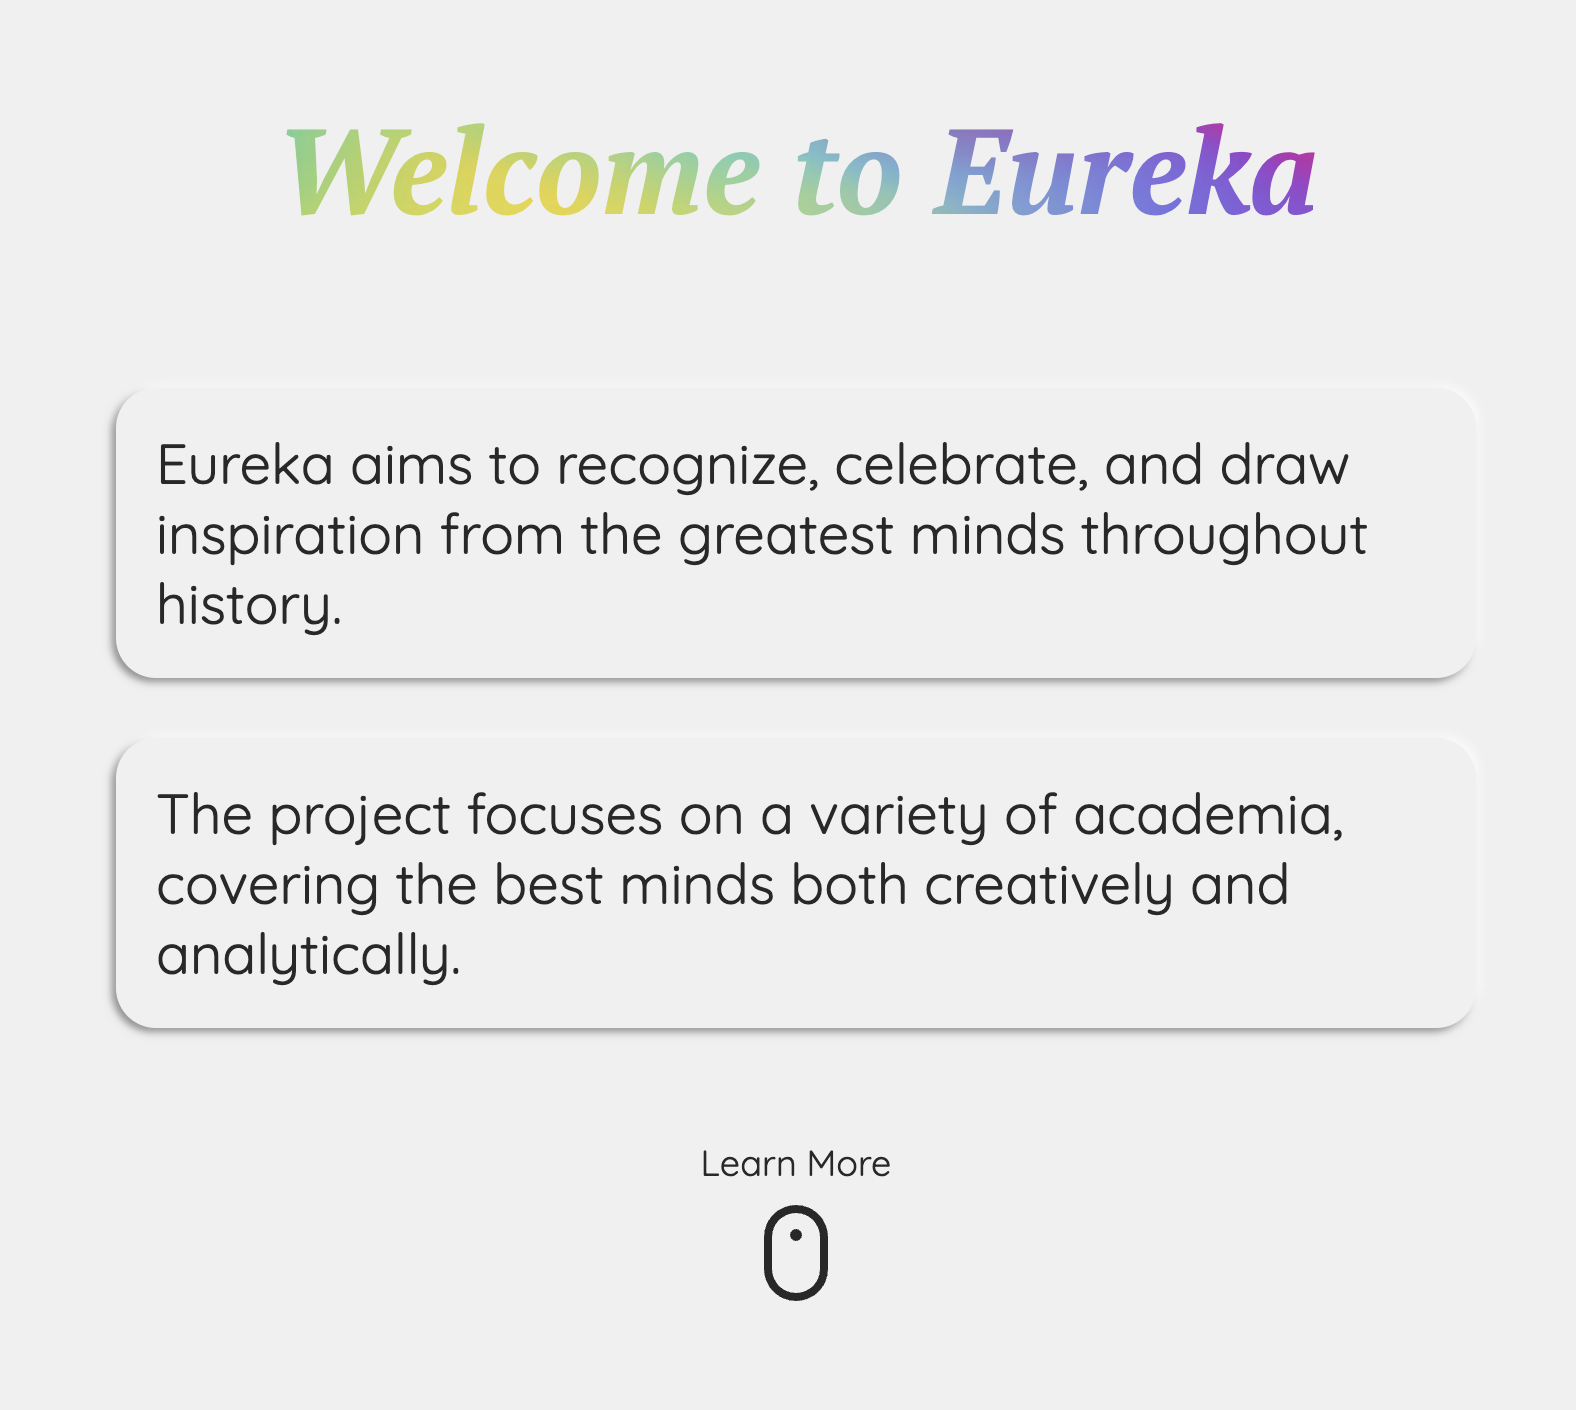 Welcome to Eureka
Eureka aims to recognize, celebrate, and draw
inspiration from the greatest minds throughout
history.
The project focuses on a variety of academia,
covering the best minds both creatively and
analytically.
Learn More